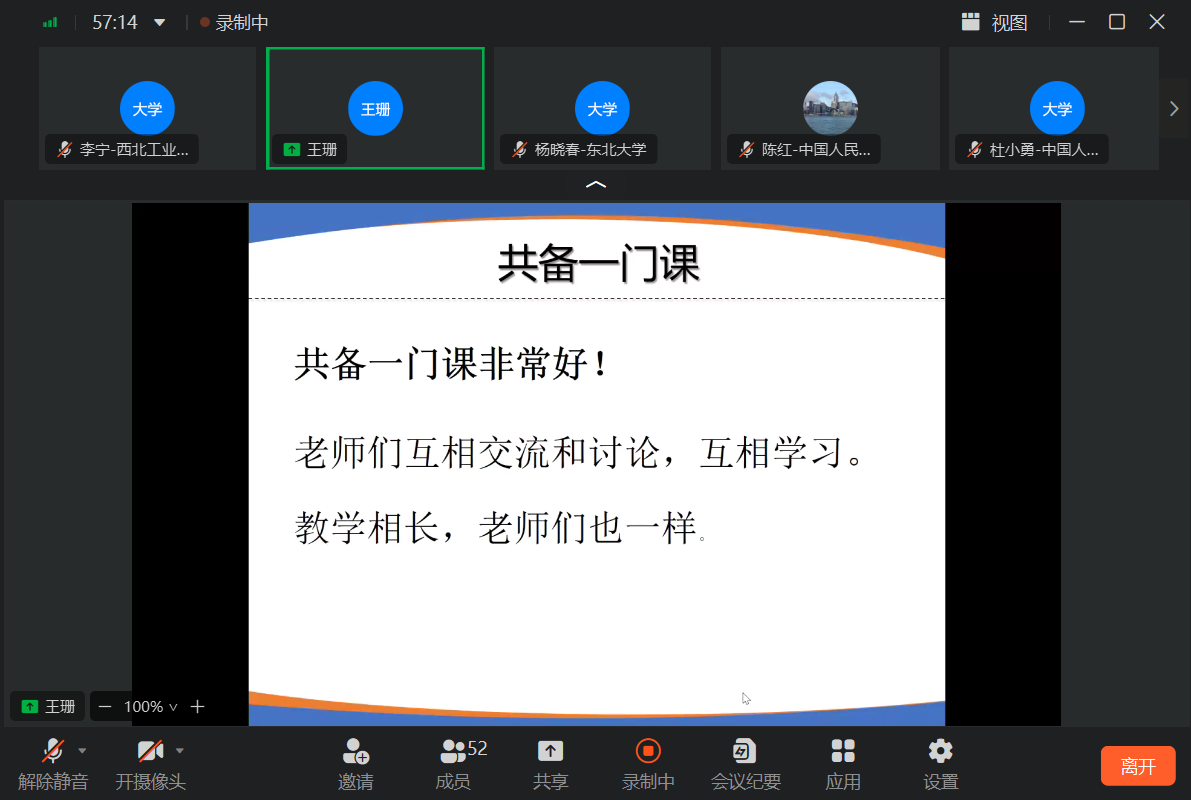 57:14
录制中
视图
大学
王珊
大学
大学
李宁-西北工业...
王珊
杨晓春-东北大学
陈红-中国人民...
杜小勇-中国人...
共备一门课
共备一门课非常好！
老师们互相交流和讨论，互相学习。
教学相长，老师们也一样。
王珊
100%
52
解除静音
开摄像头
邀请
成员
共享
录制中
会议纪要
应用
设置
离开